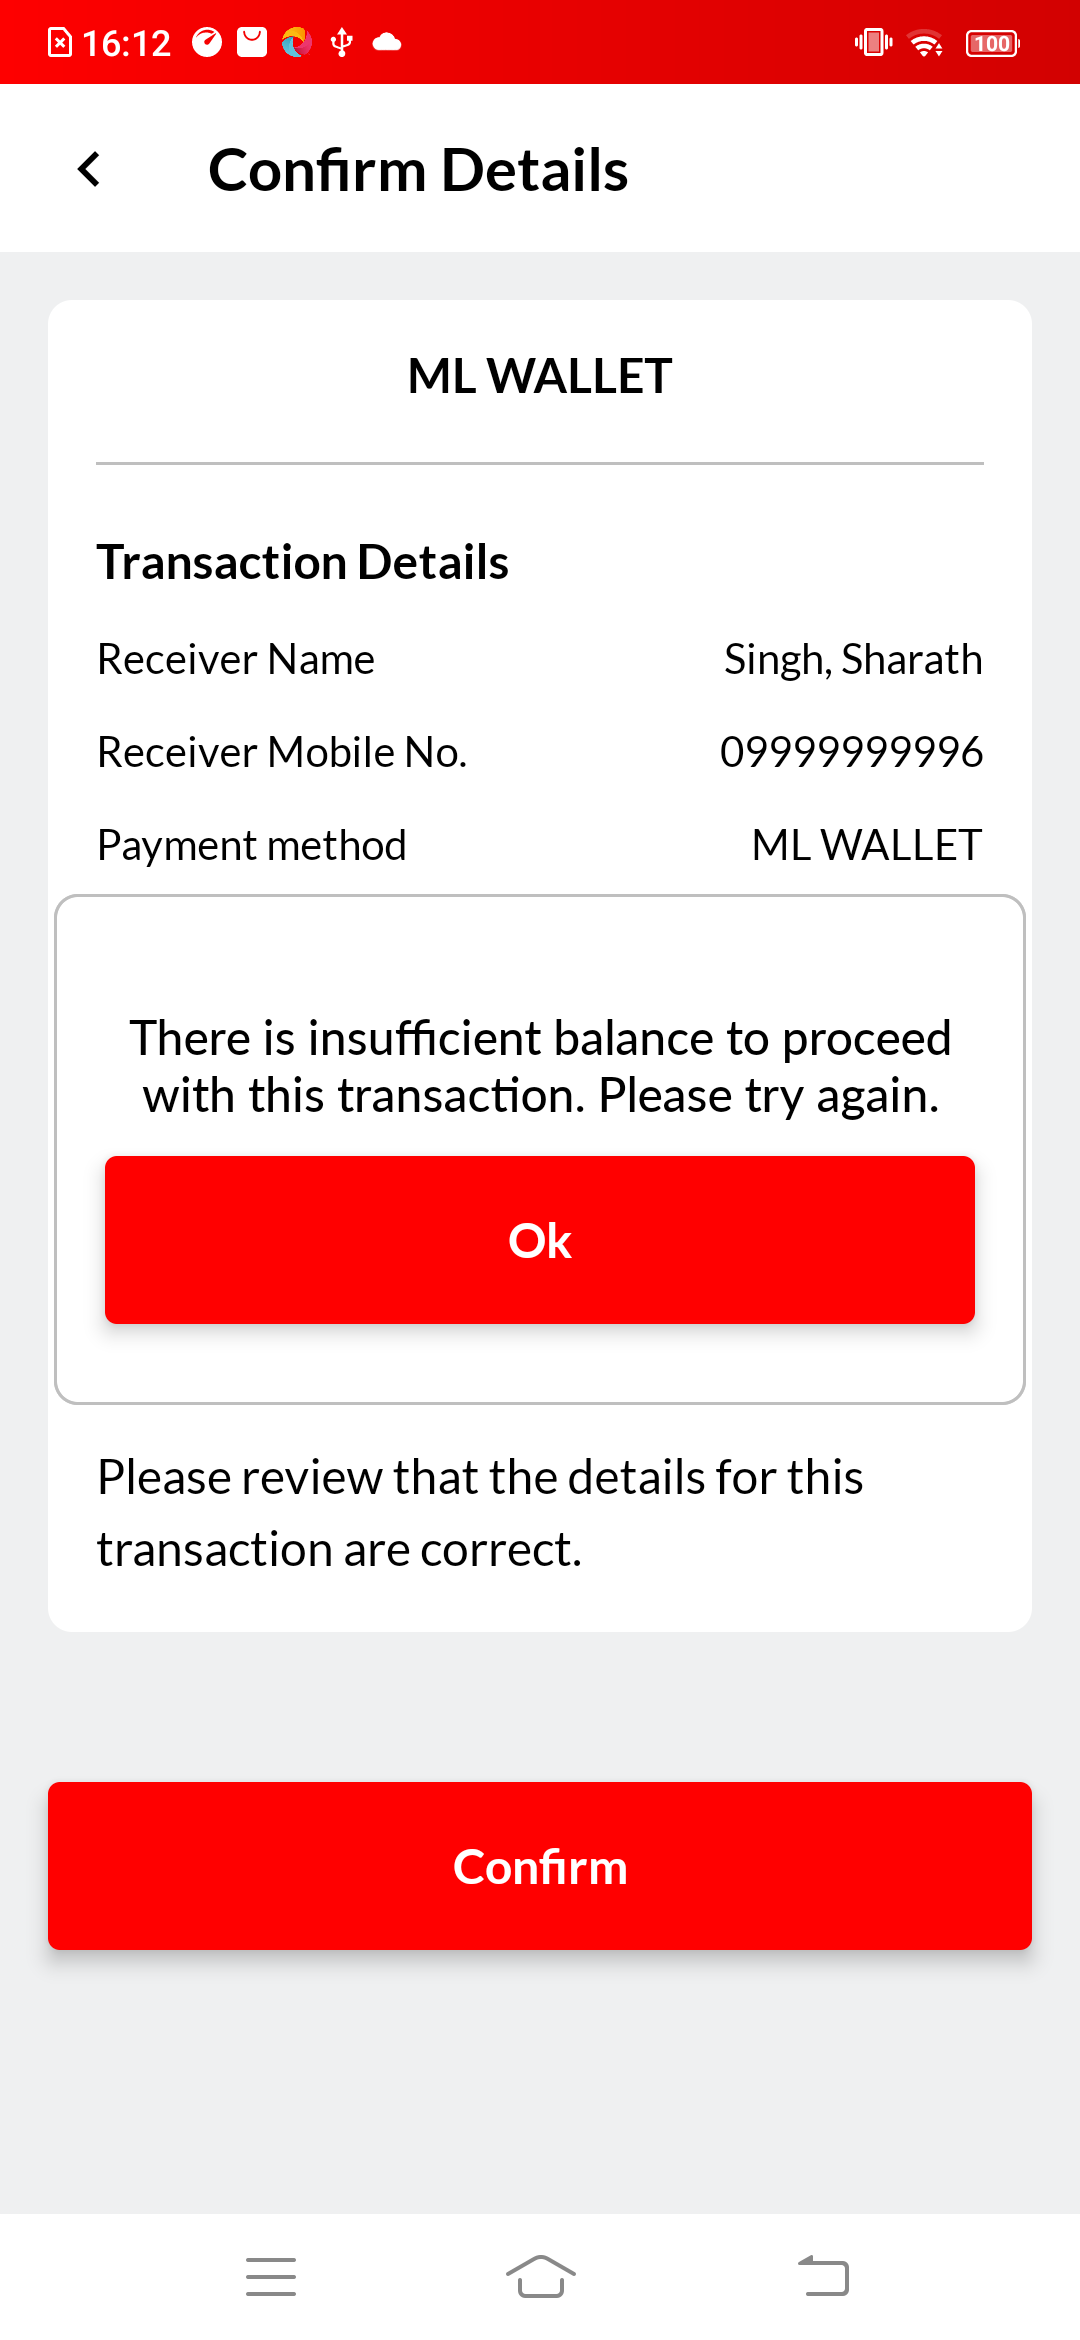 16:12
100
Confirm Details
ML WALLET
Transaction Details
Receiver Name Singh, Sharath
Receiver Mobile No. 09999999996
Payment method ML WALLET
There is insufficient balance to proceed
with this transaction. Please try again.
Ok
Please review that the details for this
transaction are correct.
Confirm